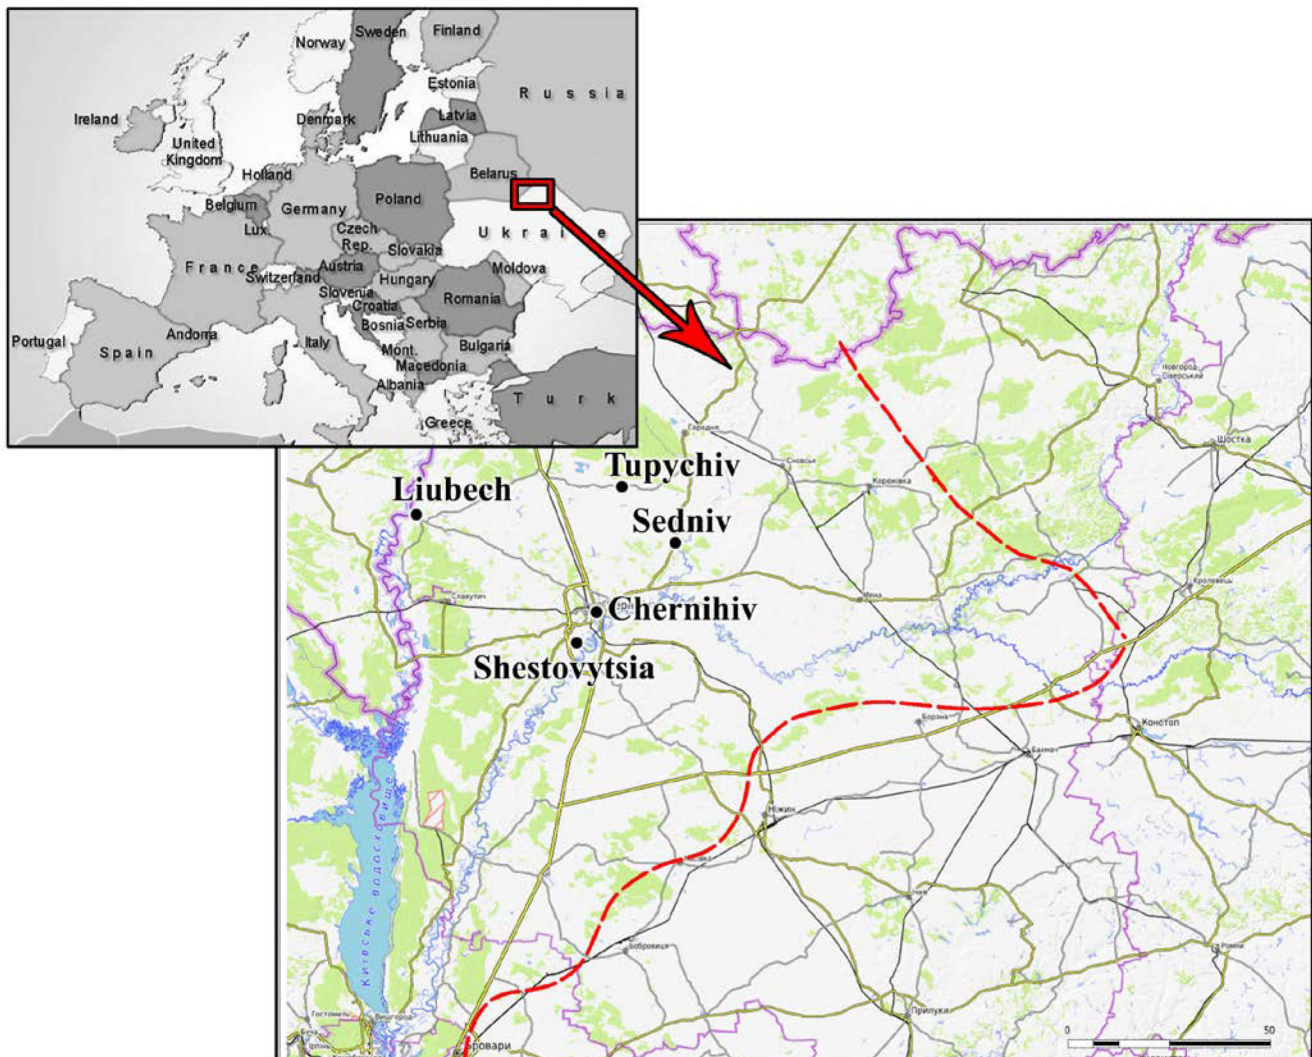 Norway
Sweden
Finland
Estonia
Russia
Latvia
Lithuania
Ireland
Denmark
United
Kingdom
Holland
Belarus
Belgium
Germany
Poland
Lux.
Czech
Rep.
Ukraine
Slovakia
France
Switzerland
Austria
Hungary
Moldova
Slovenia
Croatia
Romania
Bosnia
Serbia
Portugal
Spain
Andorra
Italy
Mont.
Bulgaria
Macedonia
Albania
Turk
Greece
Новгород
Сіверський
Шостка
Сновськ
Корюківка
Tupychiv
Liubech
Sedniv
Кролевець
Славутич
Мена
Chernihiv
Shestovytsia
Борзна
Конотоп
Бахмач
Ніжин
Київське водосховище
Ічня
Бобровиця
Ромни
Прилуки
Гостомель
Вишгород
Буча
Ірпінь
Бровари
0
50